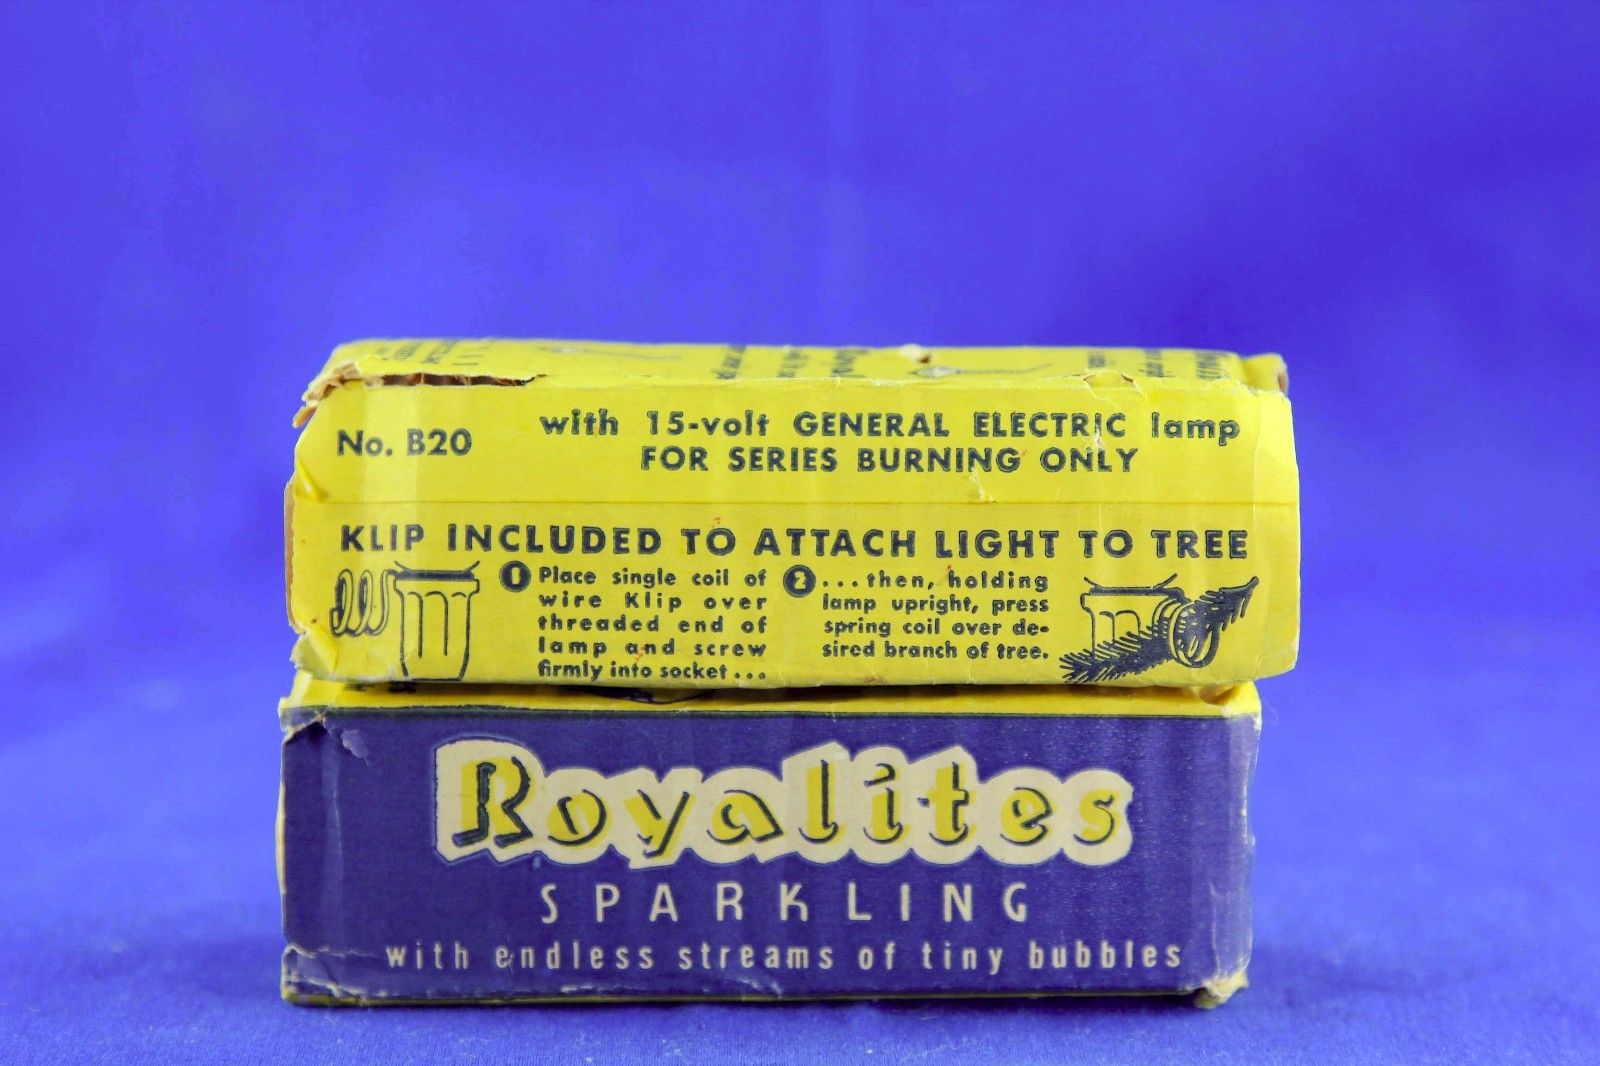 No. B20
with 15-volt GENERAL ELECTRIC lamp
FOR SERIES BURNING ONLY
KLIP INCLUDED TO ATTACH LIGHT TO TREE
1 Place single coil of
wire Klip over
threaded end of
lamp and screw
firmly into socket...
2 ...then, holding
lamp upright, press
spring coil over de-
sired branch of tree.
Royalites
SPARKLING
with endless streams of tiny bubbles